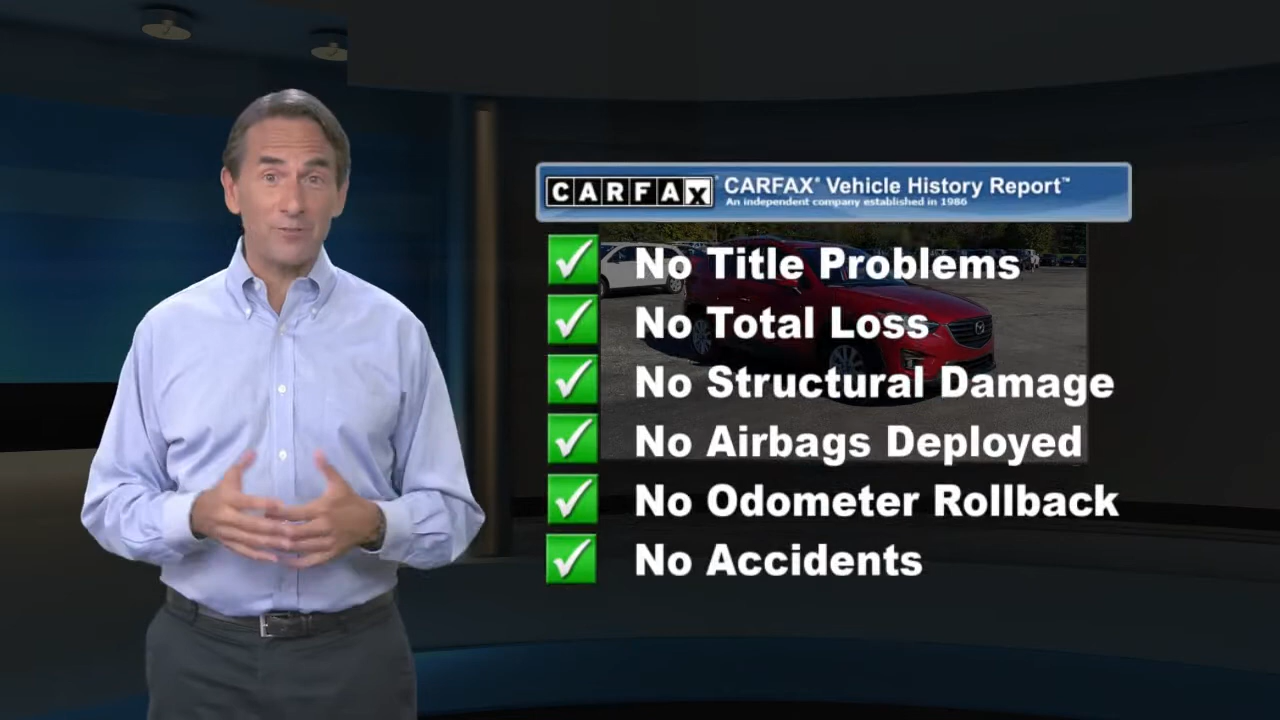 CARFAX CARFAX® Vehicle History Report™
An independent company established in 1986
No Title Problems
No Total Loss
No Structural Damage
No Airbags Deployed
No Odometer Rollback
No Accidents